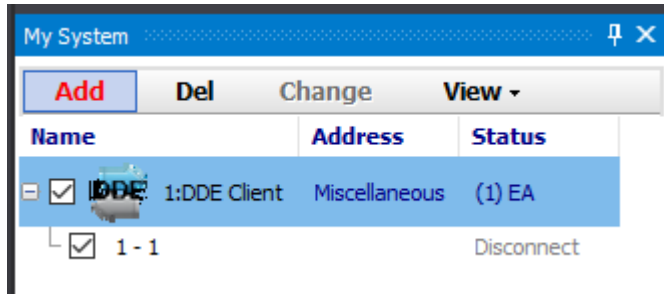 My System
Add Del Change View
Name Address Status
DDE 1:DDE Client Miscellaneous (1) EA
1 - 1 Disconnect